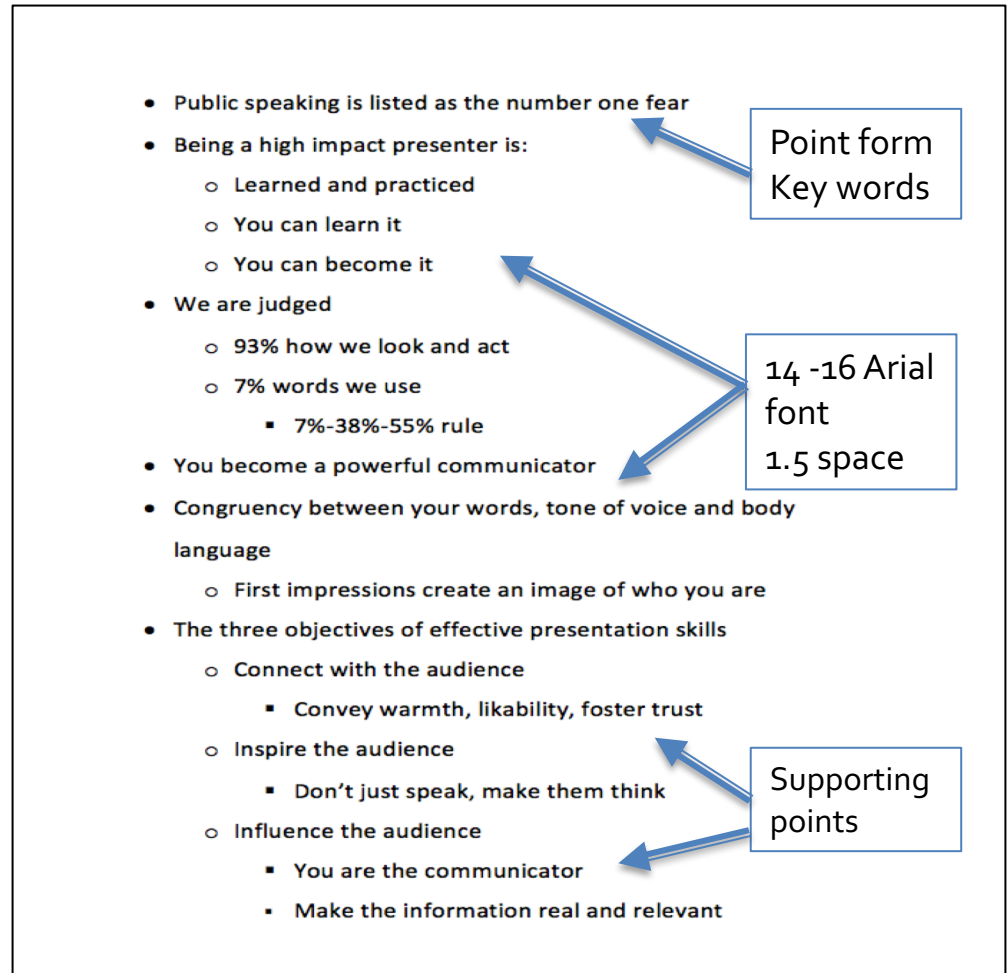 • Public speaking is listed as the number one fear
• Being a high impact presenter is:
o Learned and practiced
o You can learn it
o You can become it
• We are judged
o 93% how we look and act
o 7% words we use
▪ 7%-38%-55% rule
• You become a powerful communicator
• Congruency between your words, tone of voice and body
language
o First impressions create an image of who you are
• The three objectives of effective presentation skills
o Connect with the audience
▪ Convey warmth, likability, foster trust
o Inspire the audience
▪ Don’t just speak, make them think
o Influence the audience
▪ You are the communicator
▪ Make the information real and relevant
Point form
Key words
14 -16 Arial
font
1.5 space
Supporting
points